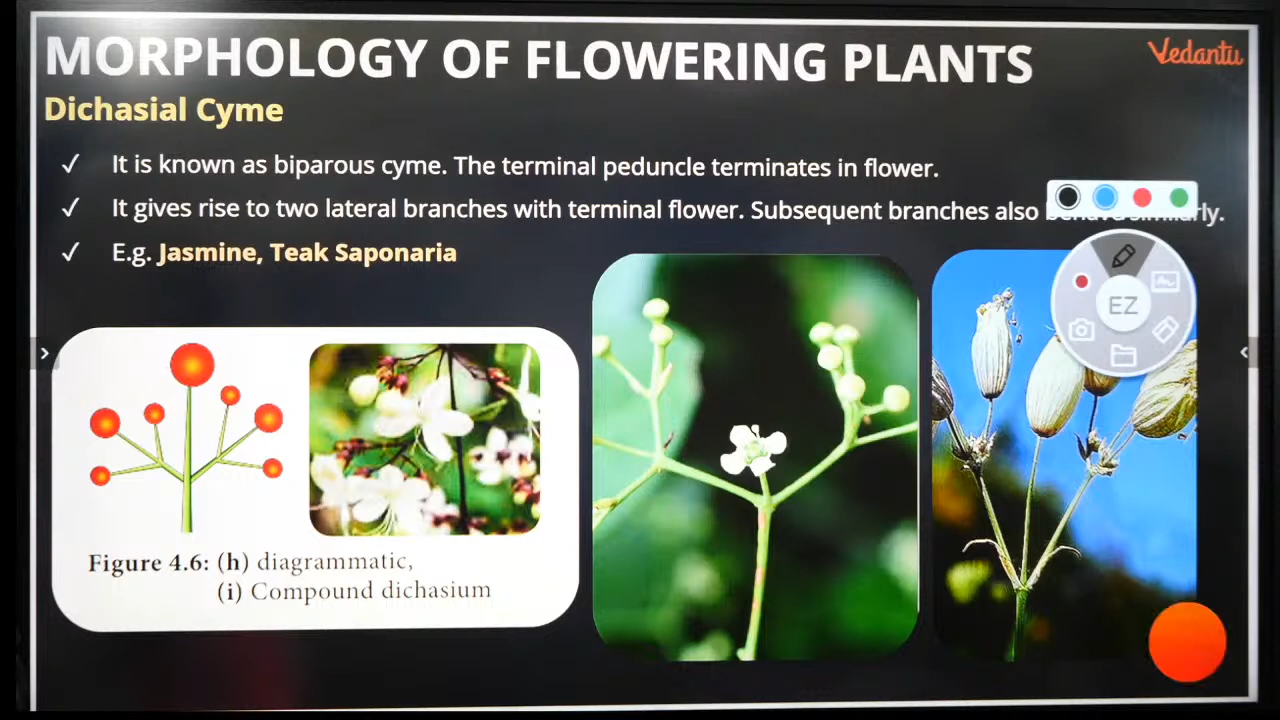 MORPHOLOGY OF FLOWERING PLANTS
Vedantu
Dichasial Cyme
✓ It is known as biparous cyme. The terminal peduncle terminates in flower.
✓ It gives rise to two lateral branches with terminal flower. Subsequent branches also behave similarly.
✓ E.g. Jasmine, Teak Saponaria
EZ
Figure 4.6: (h) diagrammatic,
(i) Compound dichasium